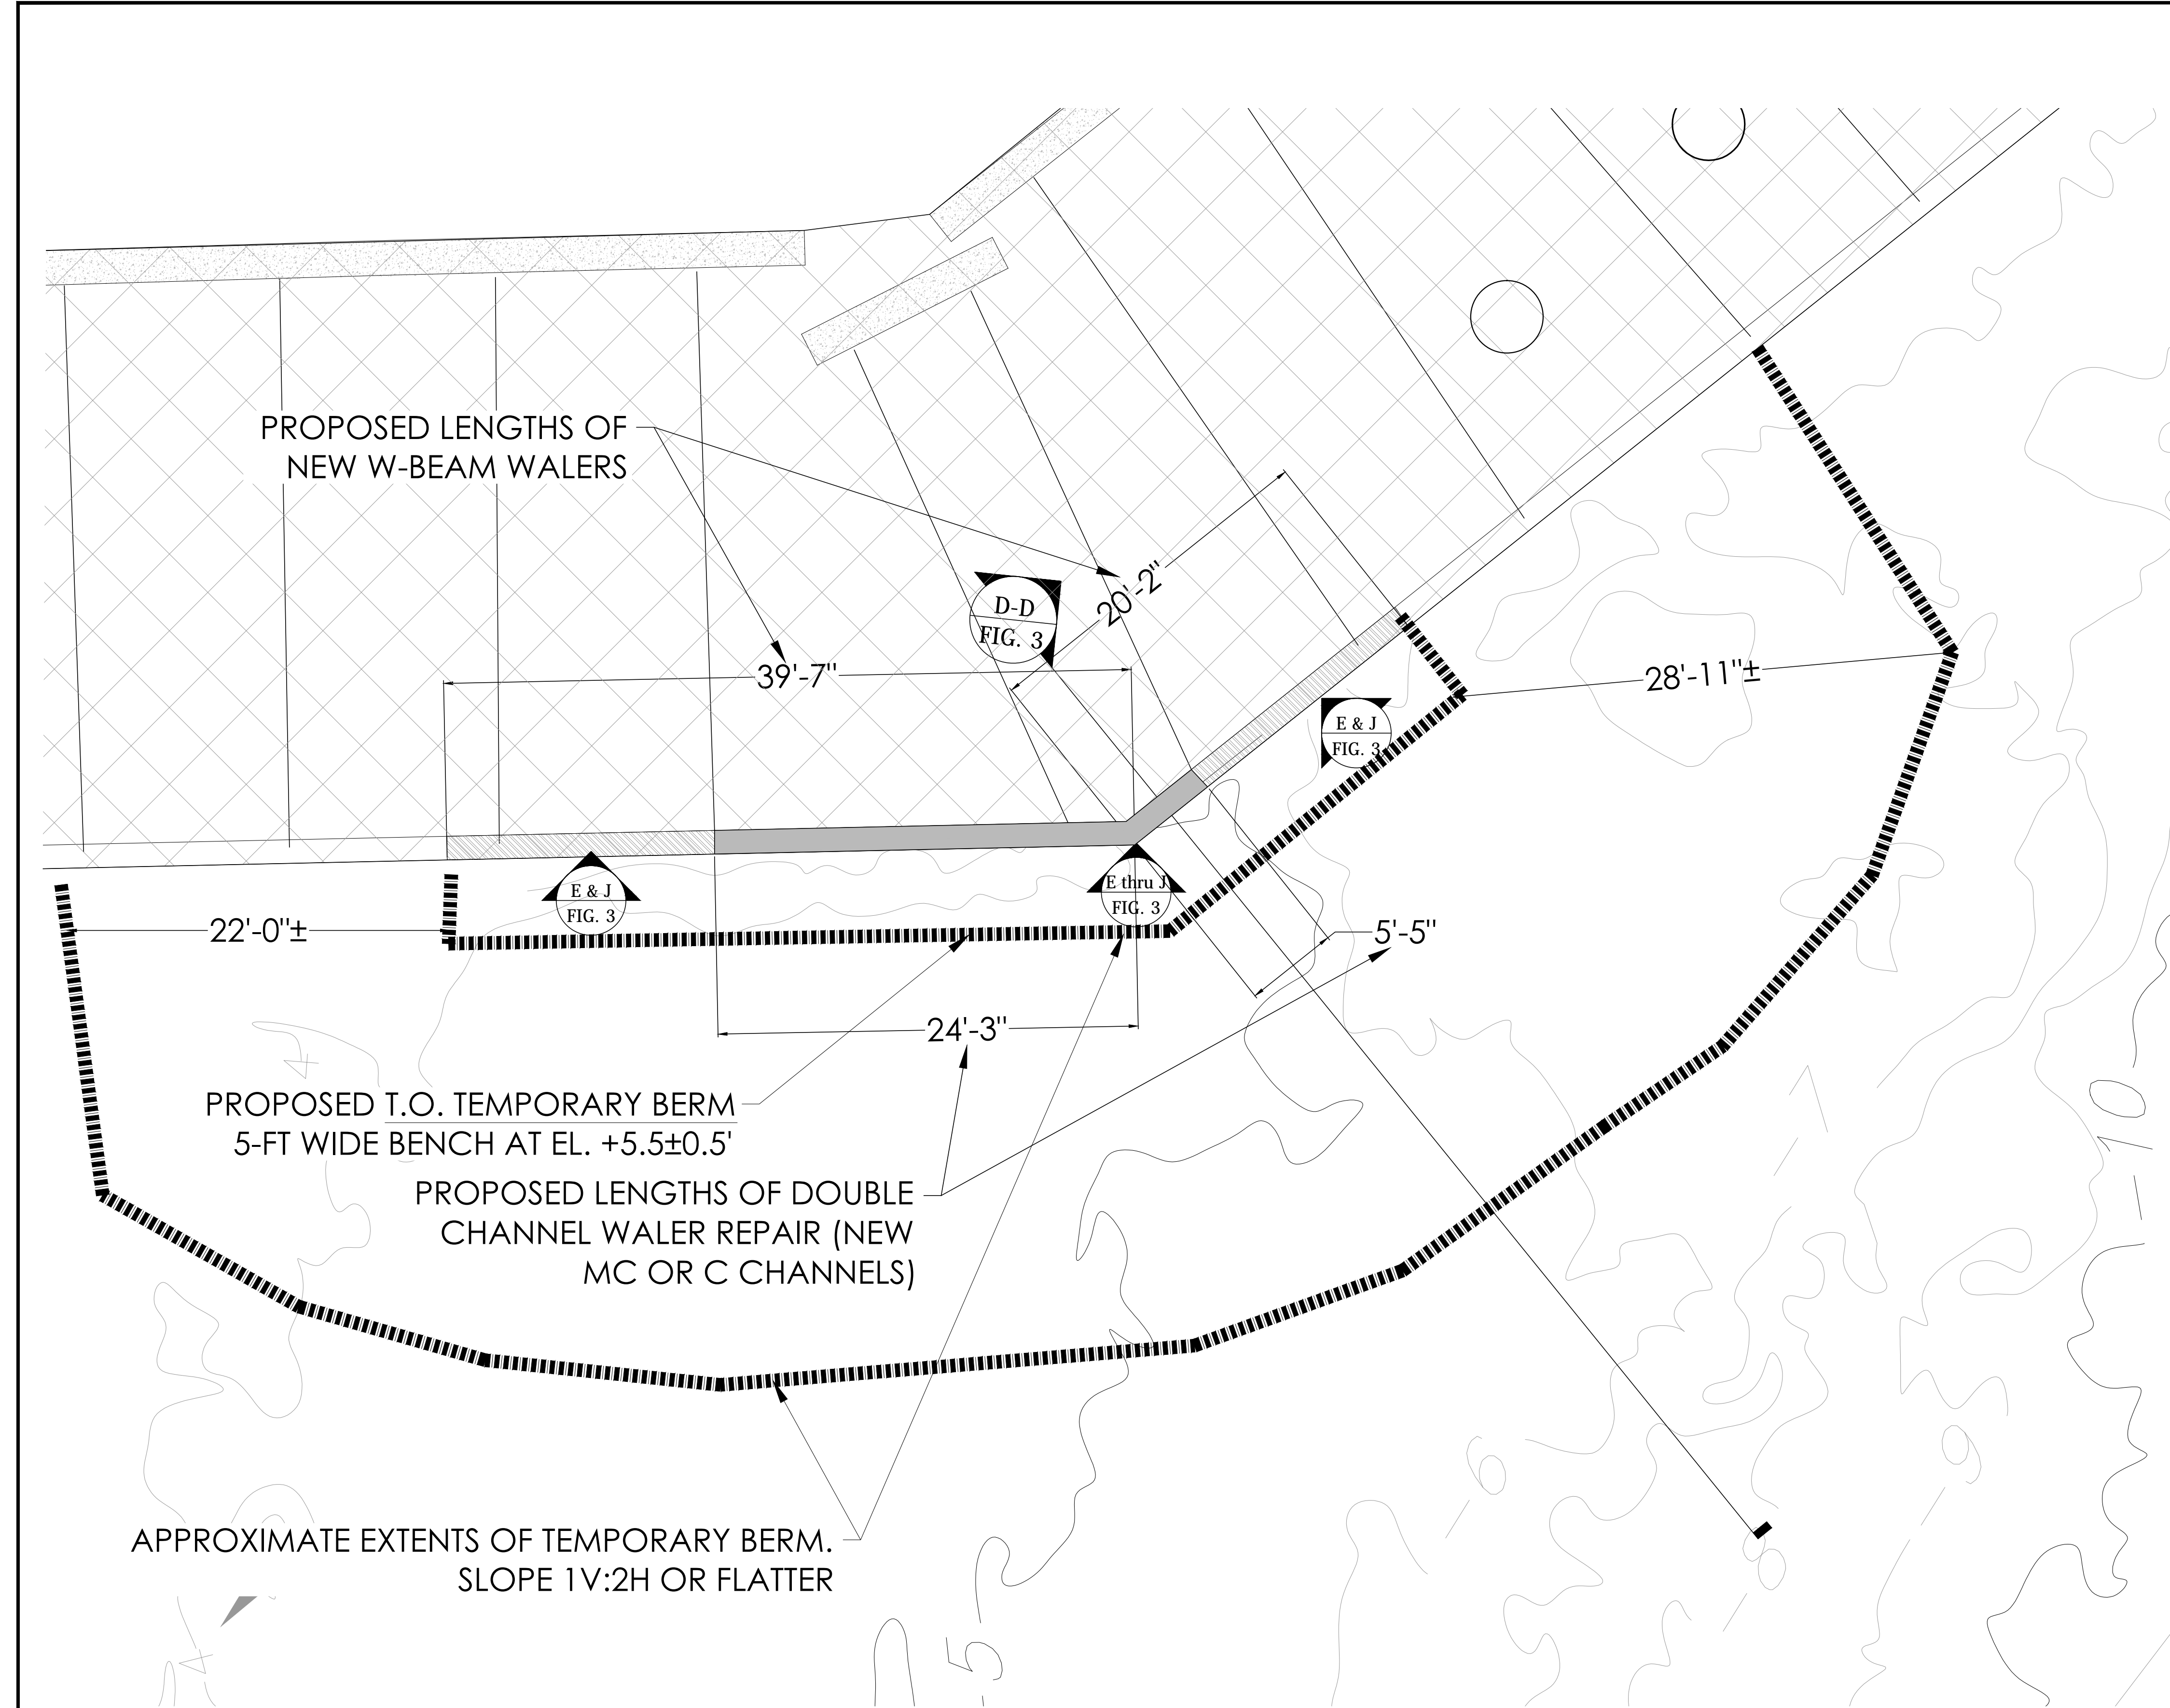 PROPOSED LENGTHS OF
NEW W-BEAM WALERS
D-D
FIG. 3
20'-2"
39'-7"
28'-11"±
E & J
FIG. 3
E & J
FIG. 3
E thru J
FIG. 3
22'-0"±
5'-5"
24'-3"
PROPOSED T.O. TEMPORARY BERM
5-FT WIDE BENCH AT EL. +5.5±0.5'
PROPOSED LENGTHS OF DOUBLE
CHANNEL WALER REPAIR (NEW
MC OR C CHANNELS)
APPROXIMATE EXTENTS OF TEMPORARY BERM.
SLOPE 1V:2H OR FLATTER